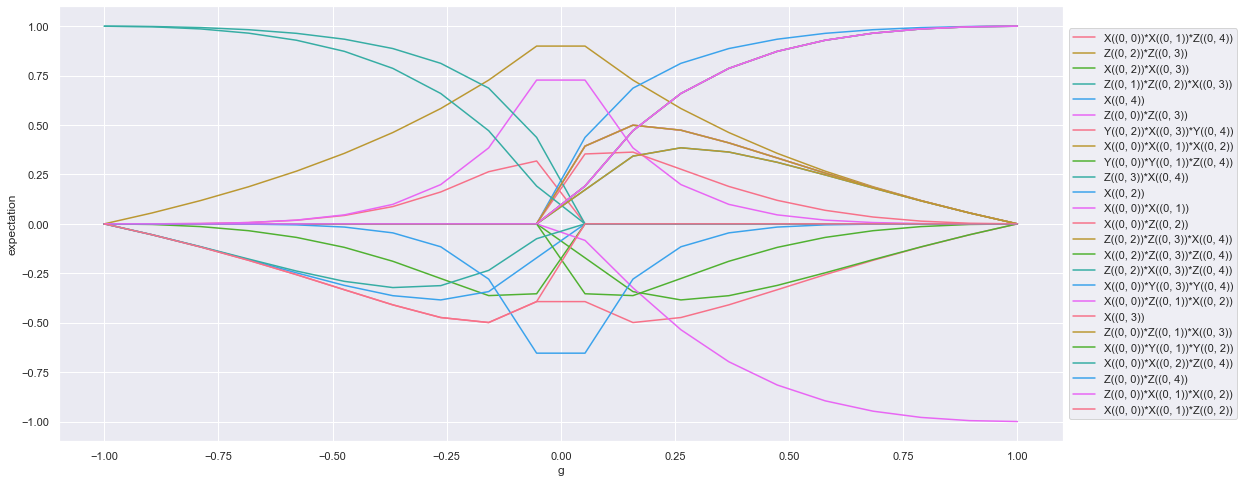 1.00
0.75
0.50
0.25
0.00
−0.25
−0.50
−0.75
−1.00
expectation
−1.00 −0.75 −0.50 −0.25 0.00 0.25 0.50 0.75 1.00
g
X((0, 0))*X((0, 1))*Z((0, 4))
Z((0, 2))*Z((0, 3))
X((0, 2))*X((0, 3))
Z((0, 1))*Z((0, 2))*X((0, 3))
X((0, 4))
Z((0, 0))*Z((0, 3))
Y((0, 2))*X((0, 3))*Y((0, 4))
X((0, 0))*X((0, 1))*X((0, 2))
Y((0, 0))*Y((0, 1))*Z((0, 4))
Z((0, 3))*X((0, 4))
X((0, 2))
X((0, 0))*X((0, 1))
X((0, 0))*Z((0, 2))
Z((0, 2))*Z((0, 3))*X((0, 4))
X((0, 2))*Z((0, 3))*Z((0, 4))
Z((0, 2))*X((0, 3))*Z((0, 4))
X((0, 0))*Y((0, 3))*Y((0, 4))
X((0, 0))*Z((0, 1))*X((0, 2))
X((0, 3))
Z((0, 0))*Z((0, 1))*X((0, 3))
X((0, 0))*Y((0, 1))*Y((0, 2))
X((0, 0))*X((0, 2))*Z((0, 4))
Z((0, 0))*Z((0, 4))
Z((0, 0))*X((0, 1))*X((0, 2))
X((0, 0))*X((0, 1))*Z((0, 2))